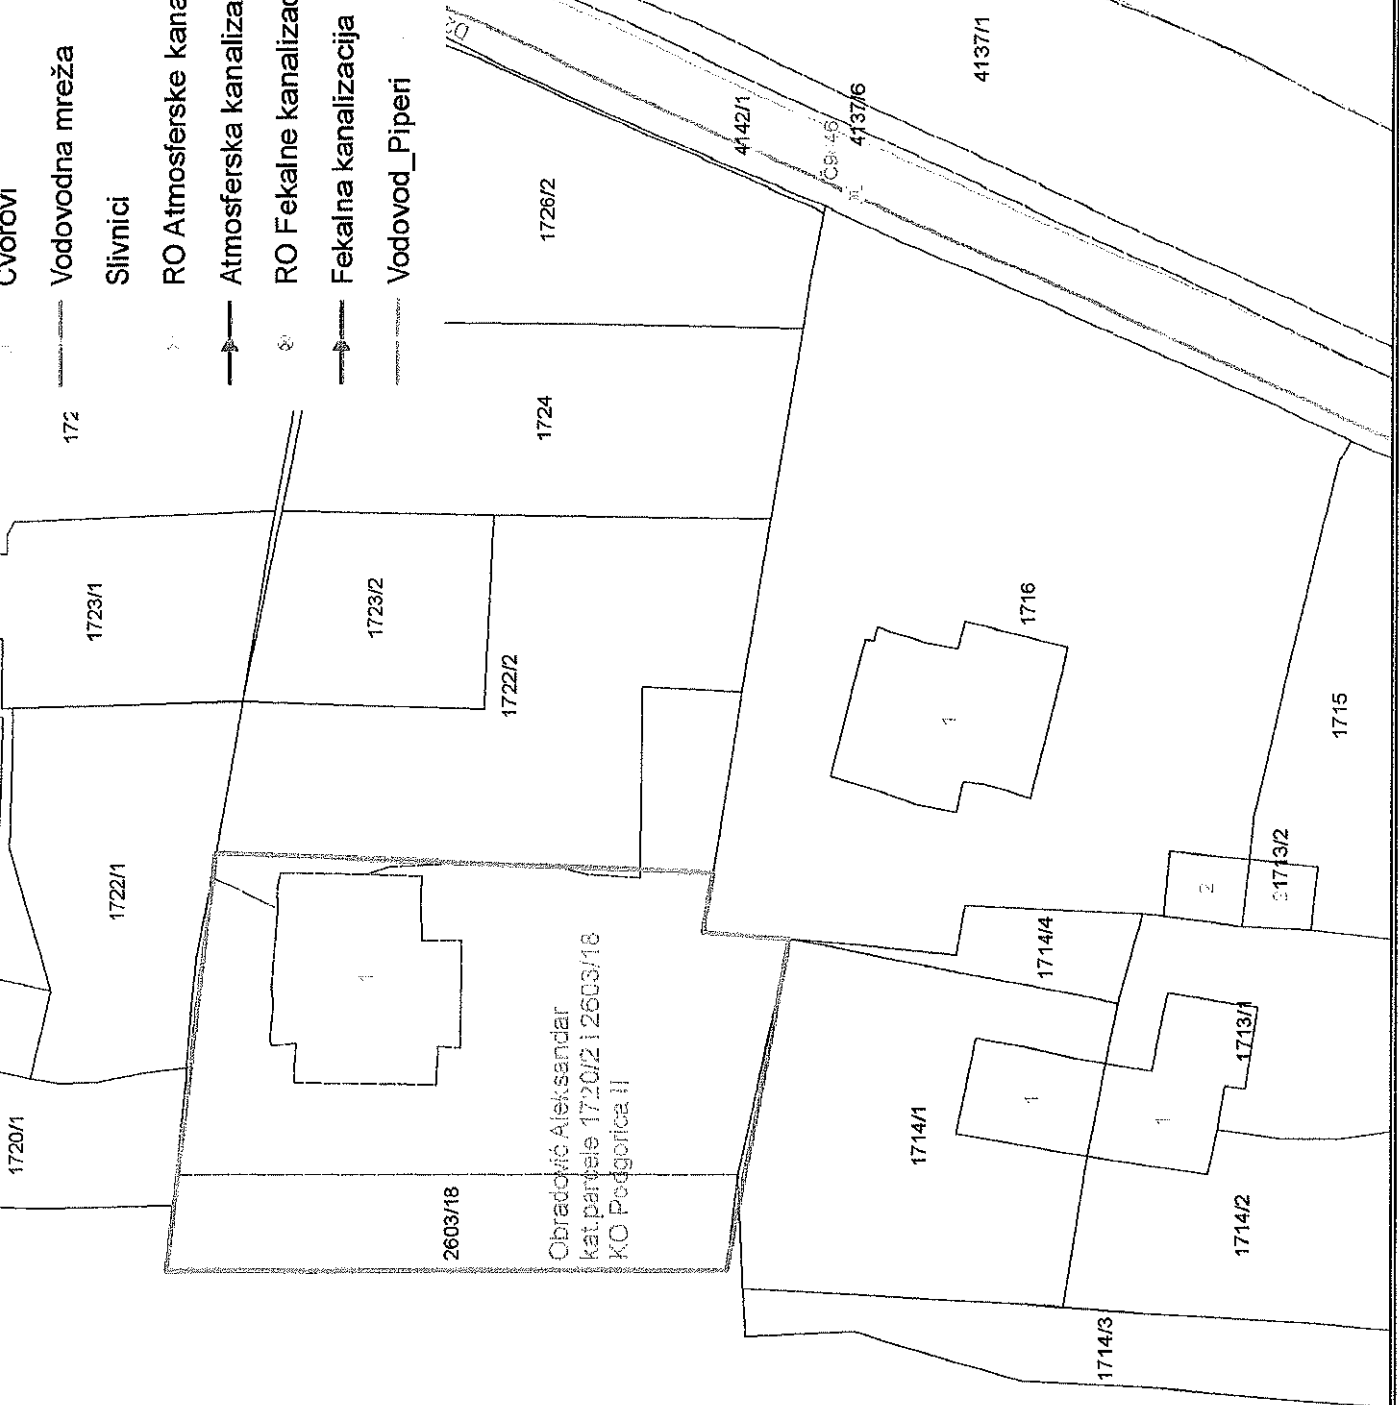 Čvorovi
Vodovodna mreža
Slivnici
RO Atmosferske kana
Atmosferska kanaliza
RO Fekalne kanalizac
Fekalna kanalizacija
Vodovod_Piperi
172
1723/1
1723/2
1722/1
1722/2
1724
1726/2
4142/1
4137/6
4137/1
1720/1
2603/18
1
Obradović Aleksandar
kat.parcele 1720/2 i 2603/18
KO Podgorica II
1716
1
1715
2
1713/2
1714/4
1713/1
1714/1
1
1
1714/2
1714/3